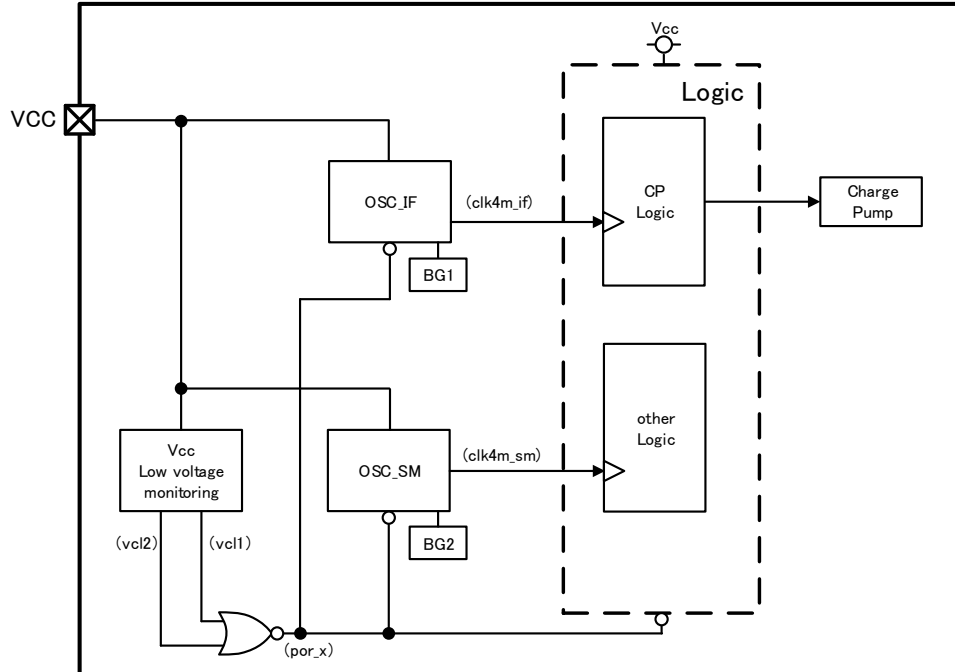 Vcc
Logic
VCC
OSC_IF
(clk4m_if)
CP
Logic
Charge
Pump
BG1
Vcc
Low voltage
monitoring
OSC_SM
(clk4m_sm)
other
Logic
BG2
(vcl2)
(vcl1)
(por_x)